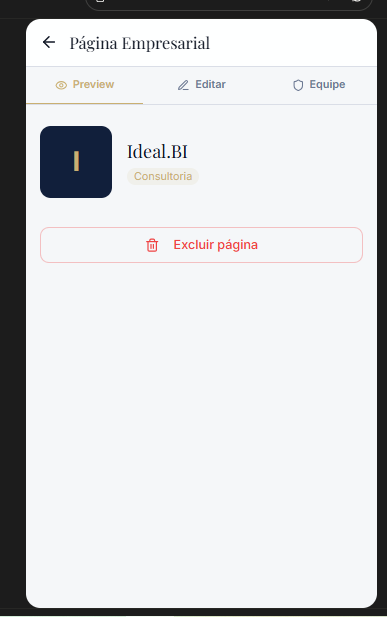 Página Empresarial
Preview Editar Equipe
I
Ideal.BI
Consultoria
Excluir página